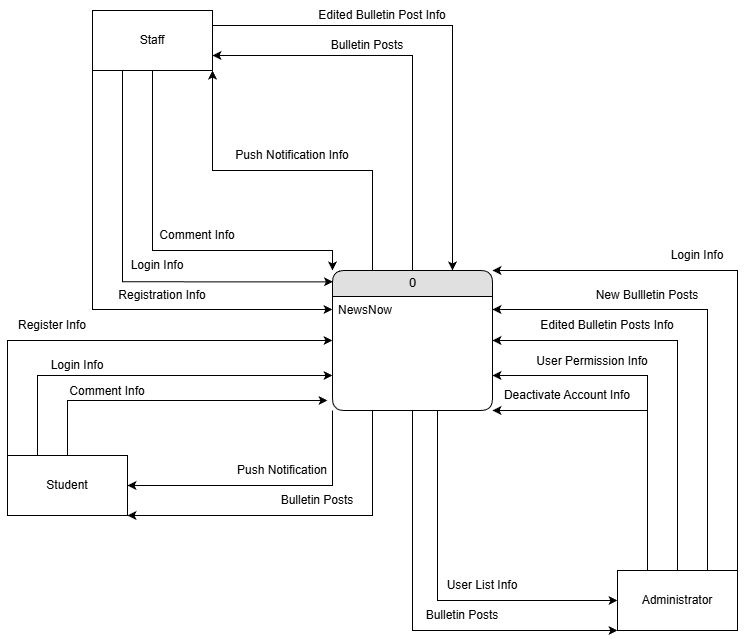 Edited Bulletin Post Info
Staff
Bulletin Posts
Push Notification Info
Comment Info
Login Info
Login Info
0
Registration Info
New Bullletin Posts
NewsNow
Register Info
Edited Bulletin Posts Info
Login Info
User Permission Info
Comment Info
Deactivate Account Info
Push Notification
Student
Bulletin Posts
User List Info
Administrator
Bulletin Posts